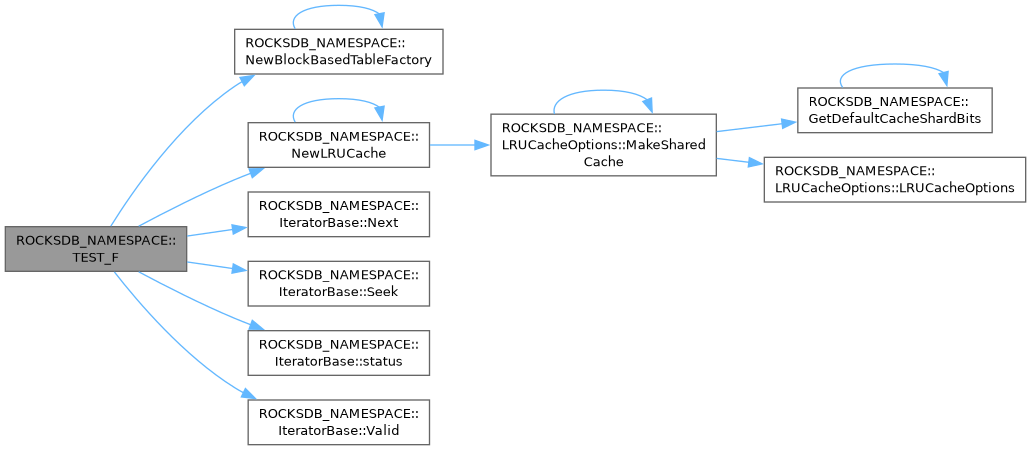 ROCKSDB_NAMESPACE::
TEST_F
ROCKSDB_NAMESPACE::
NewBlockBasedTableFactory
ROCKSDB_NAMESPACE::
NewLRUCache
ROCKSDB_NAMESPACE::
LRUCacheOptions::MakeShared
Cache
ROCKSDB_NAMESPACE::
GetDefaultCacheShardBits
ROCKSDB_NAMESPACE::
LRUCacheOptions::LRUCacheOptions
ROCKSDB_NAMESPACE::
IteratorBase::Next
ROCKSDB_NAMESPACE::
IteratorBase::Seek
ROCKSDB_NAMESPACE::
IteratorBase::status
ROCKSDB_NAMESPACE::
IteratorBase::Valid